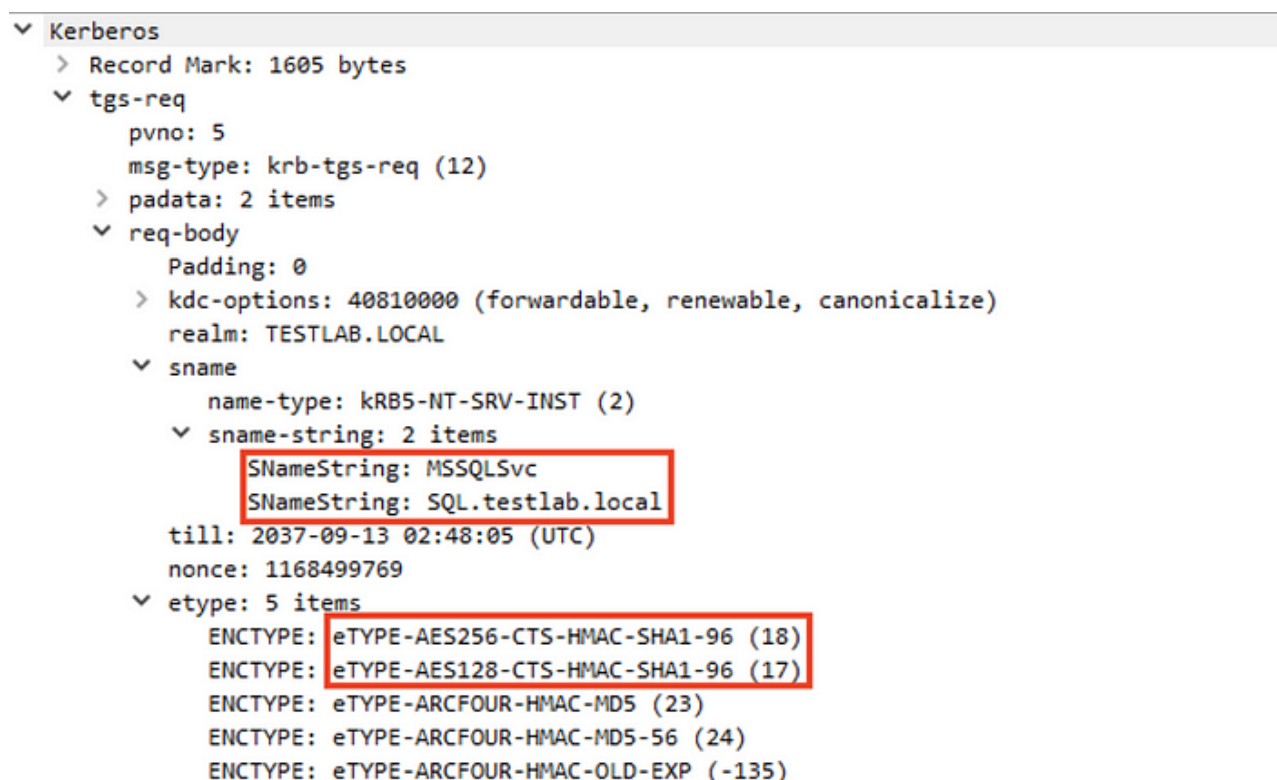 Kerberos
Record Mark: 1605 bytes
tgs-req
pvno: 5
msg-type: krb-tgs-req (12)
padata: 2 items
req-body
Padding: 0
kdc-options: 40810000 (forwardable, renewable, canonicalize)
realm: TESTLAB.LOCAL
sname
name-type: kRB5-NT-SRV-INST (2)
sname-string: 2 items
SNameString: MSSQLSvc
SNameString: SQL.testlab.local
till: 2037-09-13 02:48:05 (UTC)
nonce: 1168499769
etype: 5 items
ENCTYPE: eTYPE-AES256-CTS-HMAC-SHA1-96 (18)
ENCTYPE: eTYPE-AES128-CTS-HMAC-SHA1-96 (17)
ENCTYPE: eTYPE-ARCFOUR-HMAC-MD5 (23)
ENCTYPE: eTYPE-ARCFOUR-HMAC-MD5-56 (24)
ENCTYPE: eTYPE-ARCFOUR-HMAC-OLD-EXP (-135)